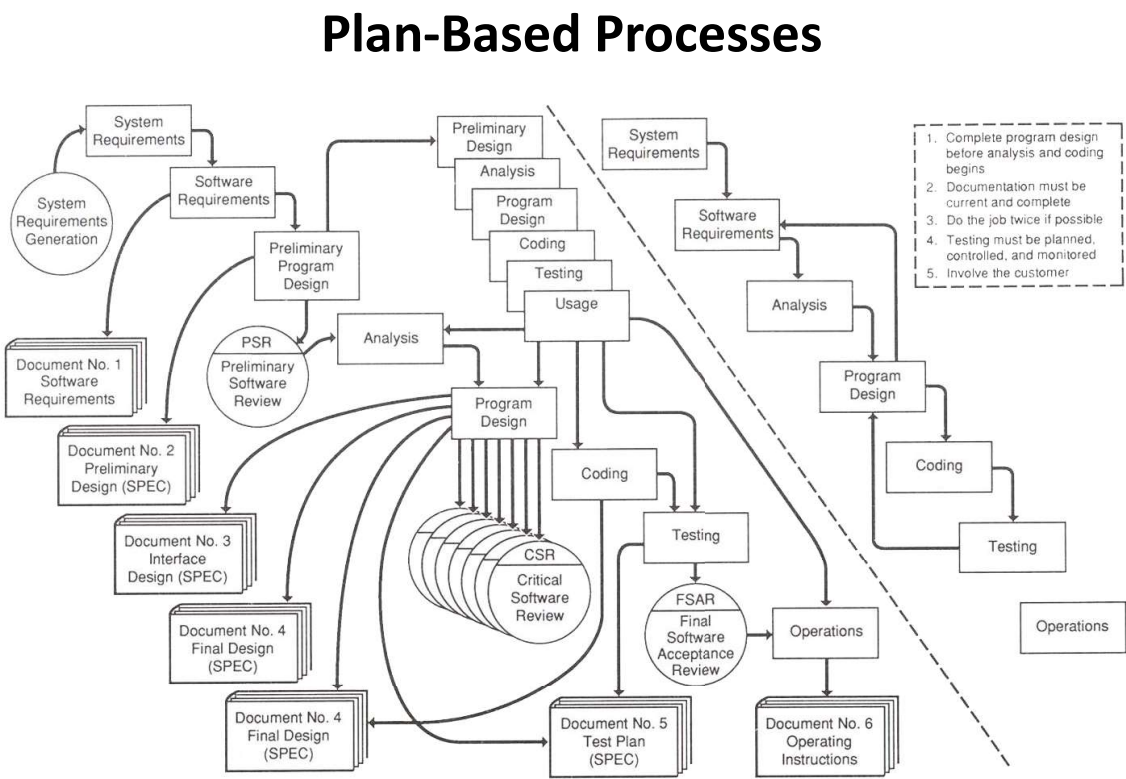 Plan-Based Processes
System
Requirements
System
Requirements
Generation
Software
Requirements
Preliminary
Program
Design
Preliminary
Design
Analysis
Program
Design
Coding
Testing
Usage
PSR
Preliminary
Software
Review
Analysis
Program
Design
Coding
Testing
CSR
Critical
Software
Review
FSAR
Final
Software
Acceptance
Review
Operations
Document No. 1
Software
Requirements
Document No. 2
Preliminary
Design (SPEC)
Document No. 3
Interface
Design (SPEC)
Document No. 4
Final Design
(SPEC)
Document No. 4
Final Design
(SPEC)
Document No. 5
Test Plan
(SPEC)
Document No. 6
Operating
Instructions
System
Requirements
Software
Requirements
Analysis
Program
Design
Coding
Testing
Operations
1. Complete program design
before analysis and coding
begins
2. Documentation must be
current and complete
3. Do the job twice if possible
4. Testing must be planned,
controlled, and monitored
5. Involve the customer